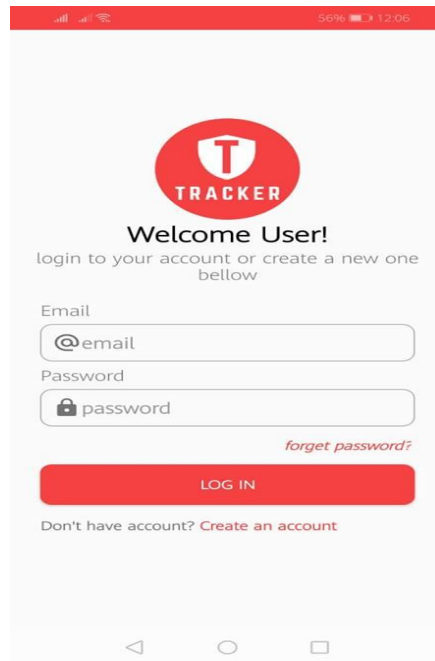 56% 12:06
T
TRACKER
Welcome User!
login to your account or create a new one
bellow
Email
@email
Password
password
forget password?
LOG IN
Don't have account? Create an account